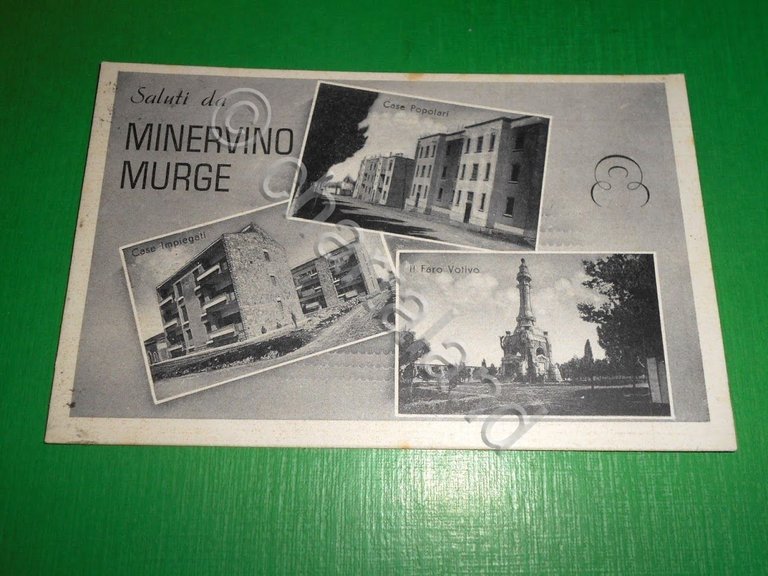 Saluti da
MINERVINO
MURGE
Case Popolari
Case Impiegati
Il Faro Votivo